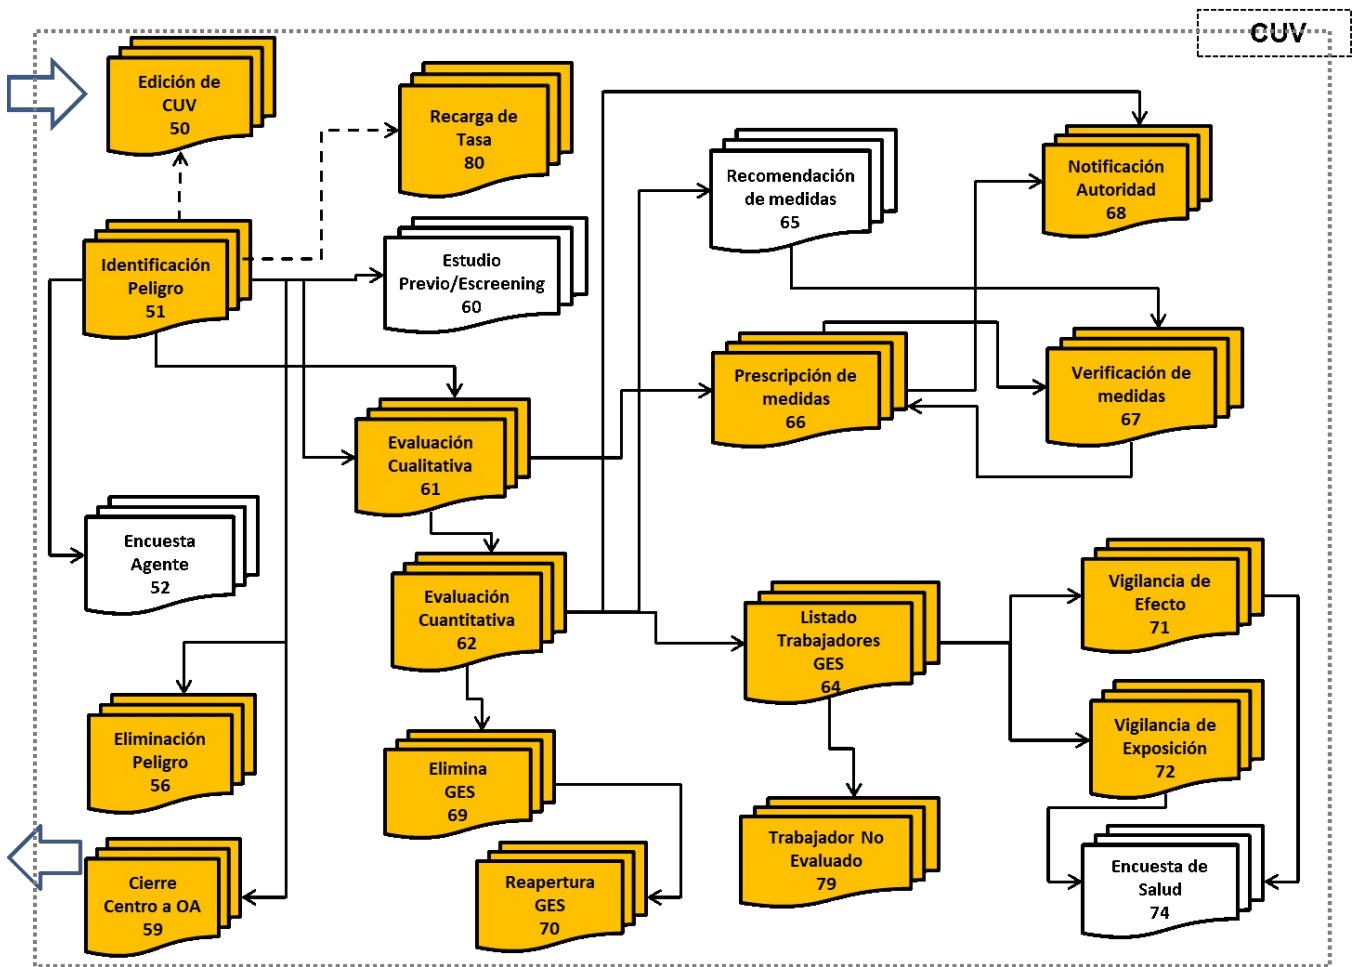 CUV
Edición de
CUV
50
Recarga de
Tasa
80
Recomendación
de medidas
65
Notificación
Autoridad
68
Identificación
Peligro
51
Estudio
Previo/Escreening
60
Prescripción de
medidas
66
Verificación de
medidas
67
Evaluación
Cualitativa
61
Encuesta
Agente
52
Evaluación
Cuantitativa
62
Listado
Trabajadores
GES
64
Vigilancia de
Efecto
71
Eliminación
Peligro
56
Elimina
GES
69
Vigilancia de
Exposición
72
Cierre
Centro a OA
59
Reapertura
GES
70
Trabajador No
Evaluado
79
Encuesta de
Salud
74